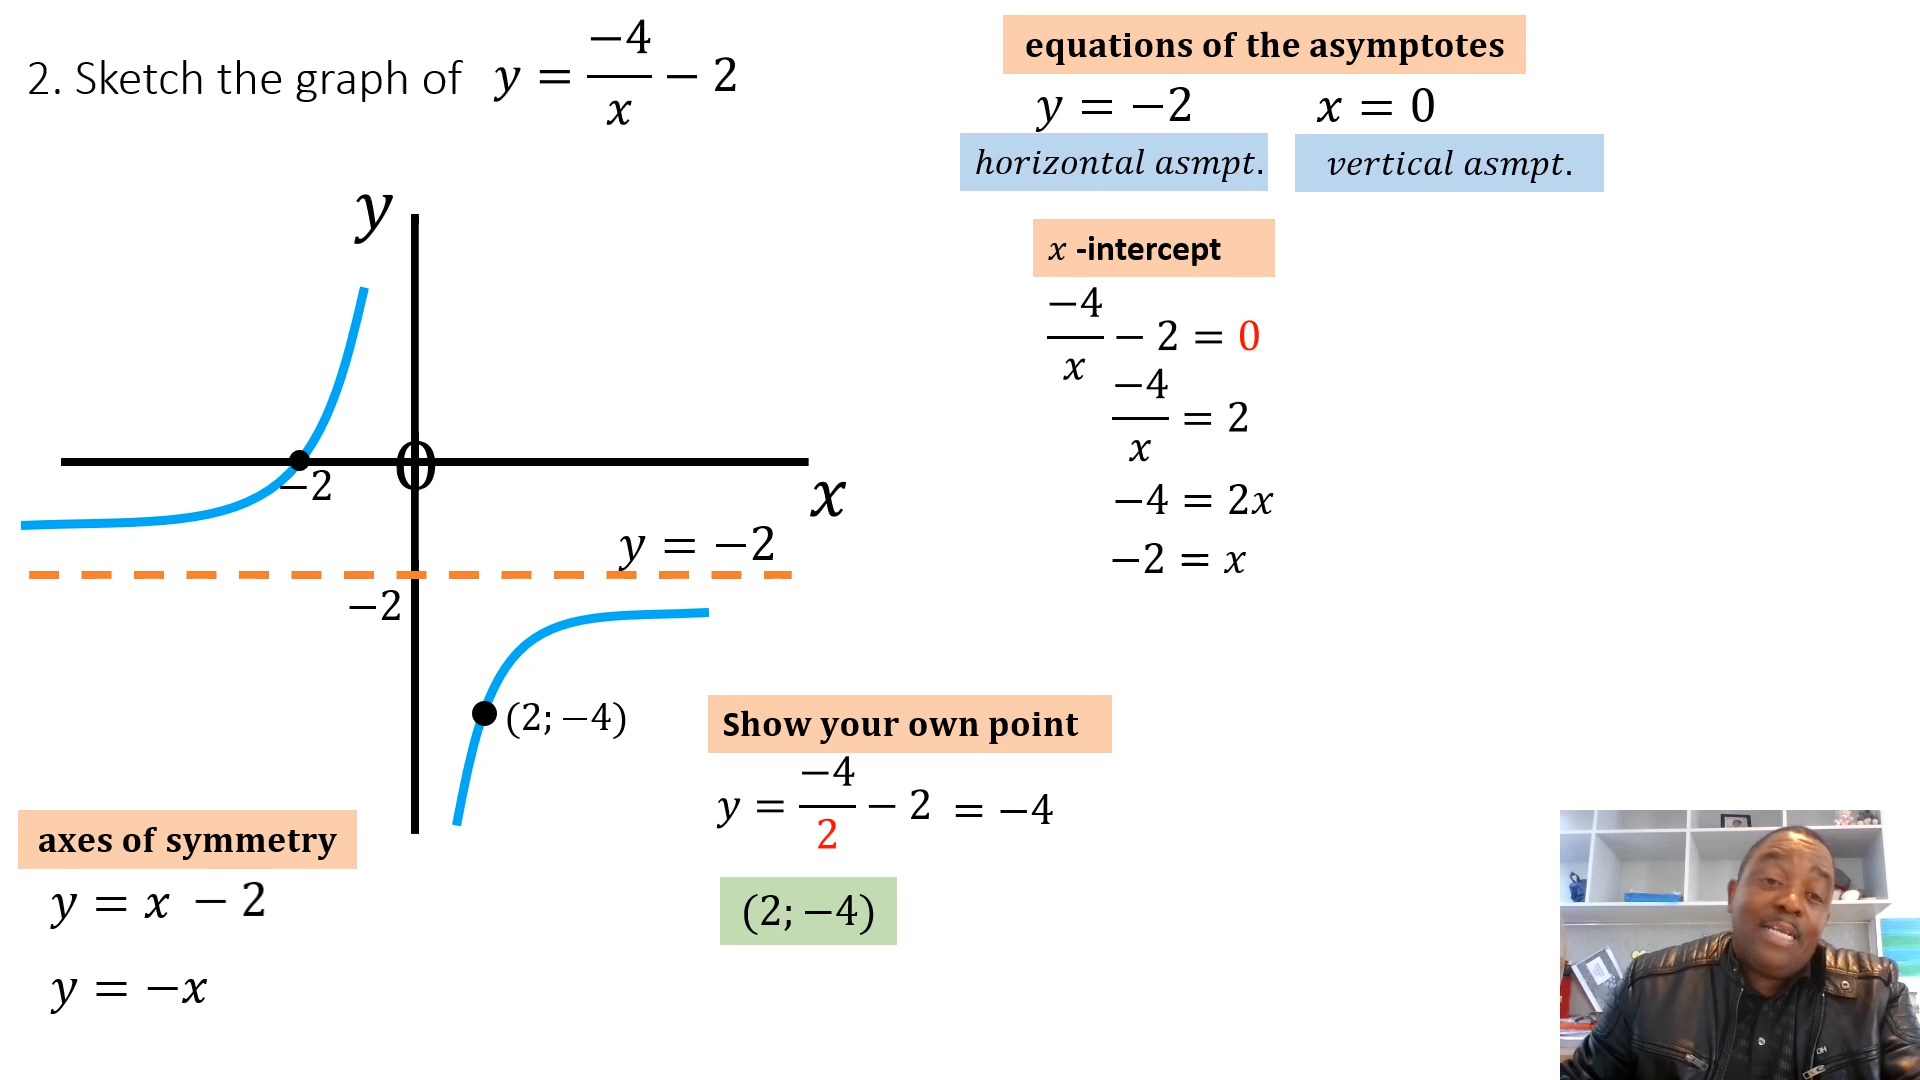 2. Sketch the graph of y = −4/x − 2
equations of the asymptotes
y = −2 x = 0
horizontal asmpt. vertical asmpt.
x -intercept
−4/x − 2 = 0
−4/x = 2
−4 = 2x
−2 = x
y
0
−2
x
y = −2
−2
(2; −4)
Show your own point
y = −4/2 − 2 = −4
(2; −4)
axes of symmetry
y = x − 2
y = −x